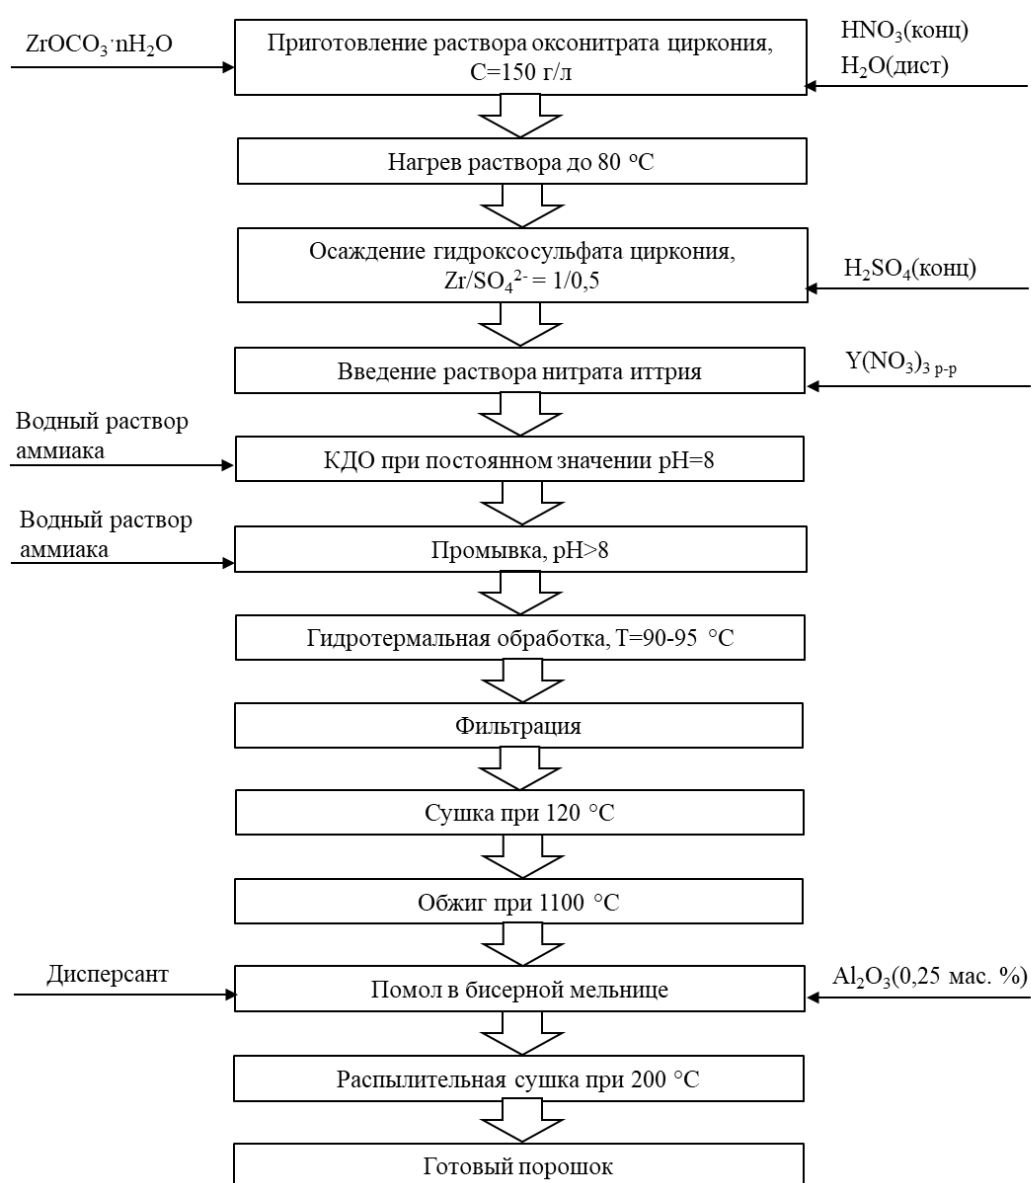 ZrOCO₃·nH₂O
Приготовление раствора оксонитрата циркония,
С=150 г/л
HNO₃(конц)
H₂O(дист)
Нагрев раствора до 80 °С
Осаждение гидроксосульфата циркония,
Zr/SO₄²⁻ = 1/0,5
H₂SO₄(конц)
Введение раствора нитрата иттрия
Y(NO₃)₃ р-р
Водный раствор
аммиака
КДО при постоянном значении pH=8
Водный раствор
аммиака
Промывка, pH>8
Гидротермальная обработка, T=90-95 °С
Фильтрация
Сушка при 120 °С
Обжиг при 1100 °С
Дисперсант
Помол в бисерной мельнице
Al₂O₃(0,25 мас. %)
Распылительная сушка при 200 °С
Готовый порошок